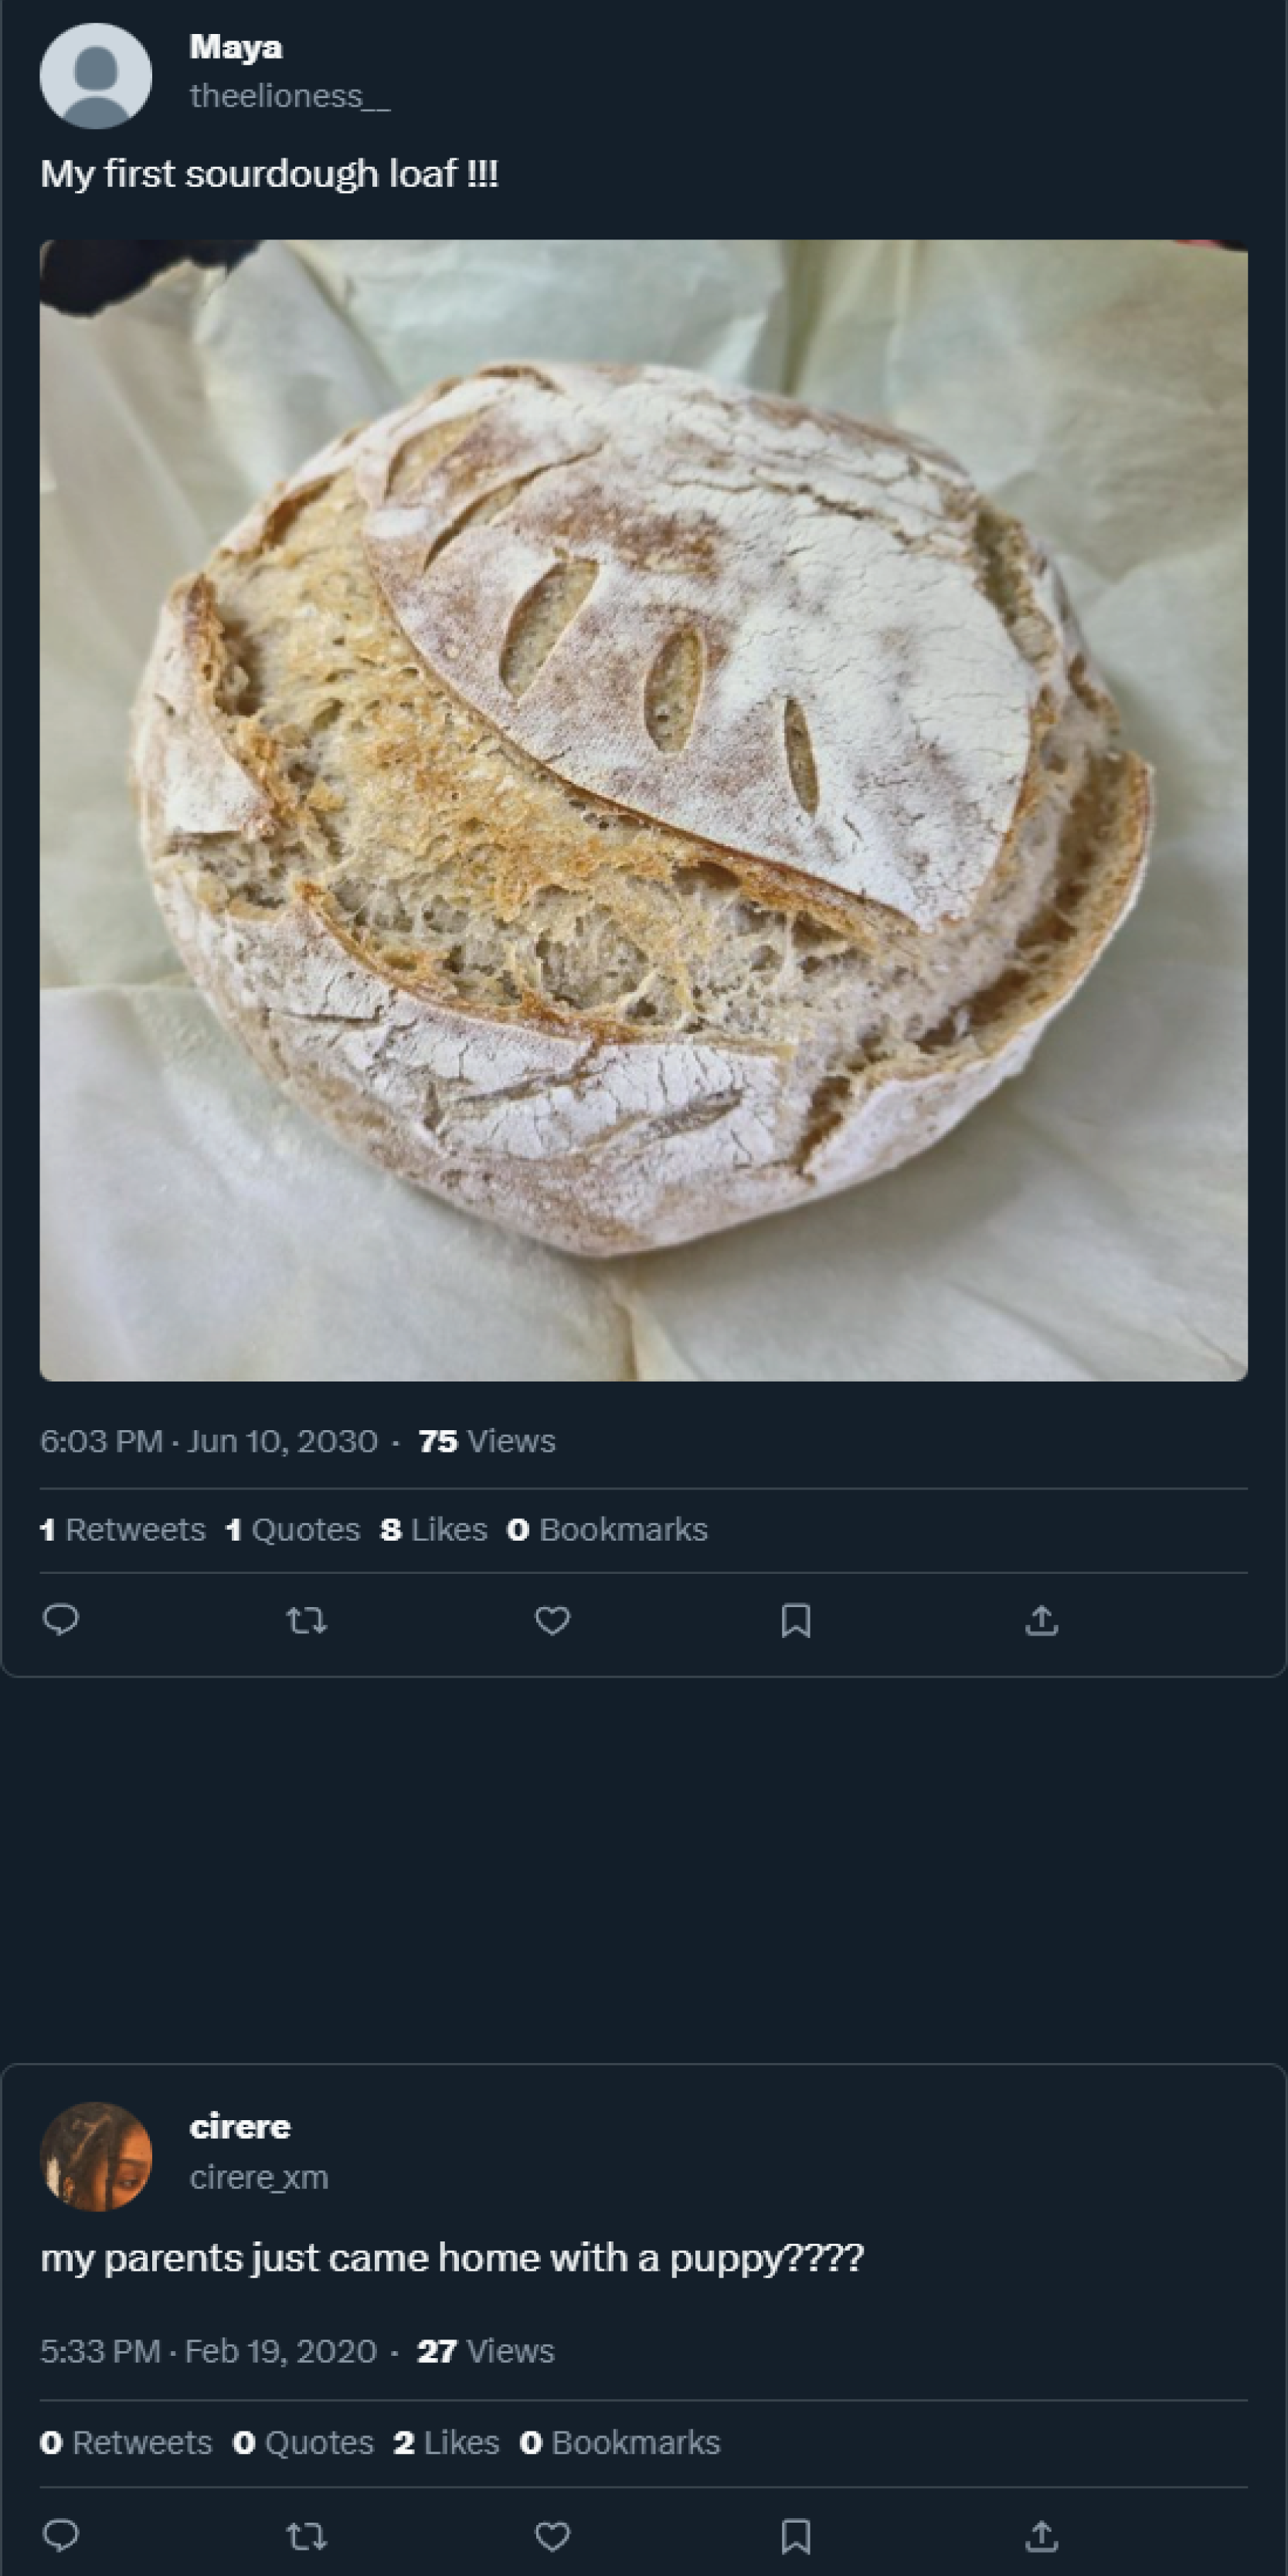 Maya
theelioness__
My first sourdough loaf !!!
6:03 PM · Jun 10, 2030 · 75 Views
1 Retweets 1 Quotes 8 Likes 0 Bookmarks
cirere
cirere_xm
my parents just came home with a puppy????
5:33 PM · Feb 19, 2020 · 27 Views
0 Retweets 0 Quotes 2 Likes 0 Bookmarks